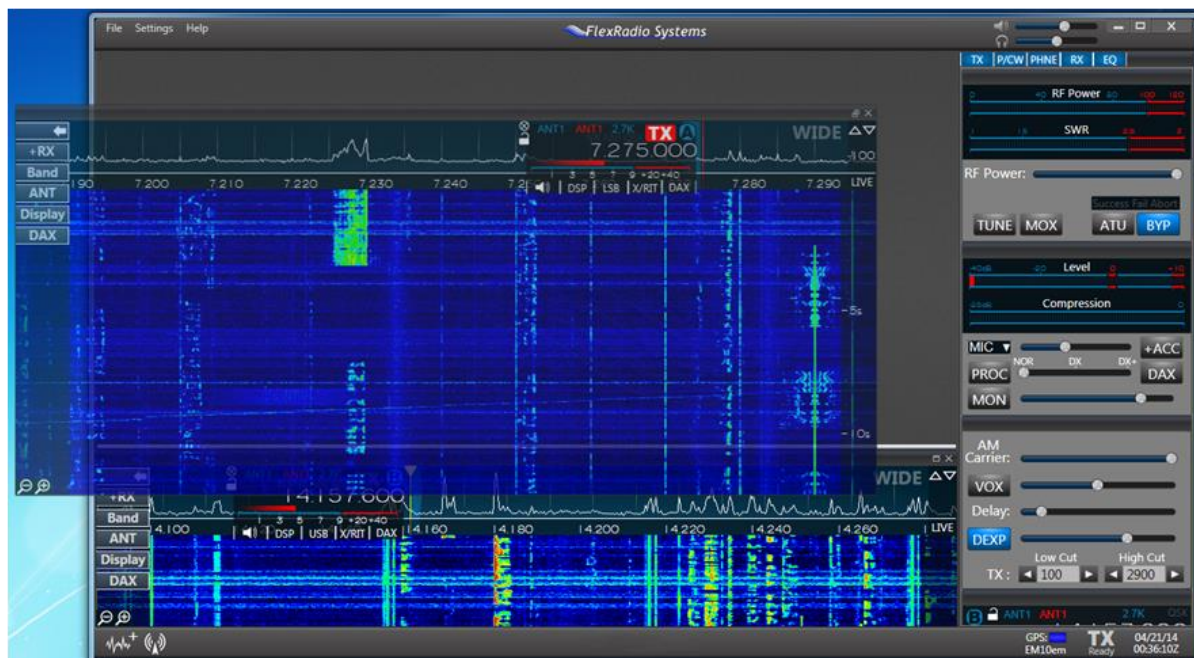 File Settings Help
FlexRadio Systems
TX P/CW PHNE RX EQ
RF Power
SWR
RF Power:
Success Fail Abort
TUNE MOX ATU BYP
Level
Compression
MIC +ACC
NOR DX DX+
PROC DAX
MON
AM
Carrier:
VOX
Delay:
DEXP
Low Cut High Cut
TX : 100 2900
B ANT1 ANT1 2.7K QSK
ANT1 ANT1 2.7K TX A
7.275.000
WIDE
1 3 5 7 9 +20 +40
DSP LSB X/RIT DAX
+RX
Band
ANT
Display
DAX
7.200 7.210 7.220 7.230 7.240 7.280 7.290 LIVE
-5s
-10s
14.157.600
WIDE
1 3 5 7 9 +20 +40
DSP USB X/RIT DAX
+RX
Band
ANT
Display
DAX
14.100 14.160 14.180 14.200 14.220 14.240 14.260 LIVE
GPS: TX 04/21/14
EM10em Ready 00:36:10Z